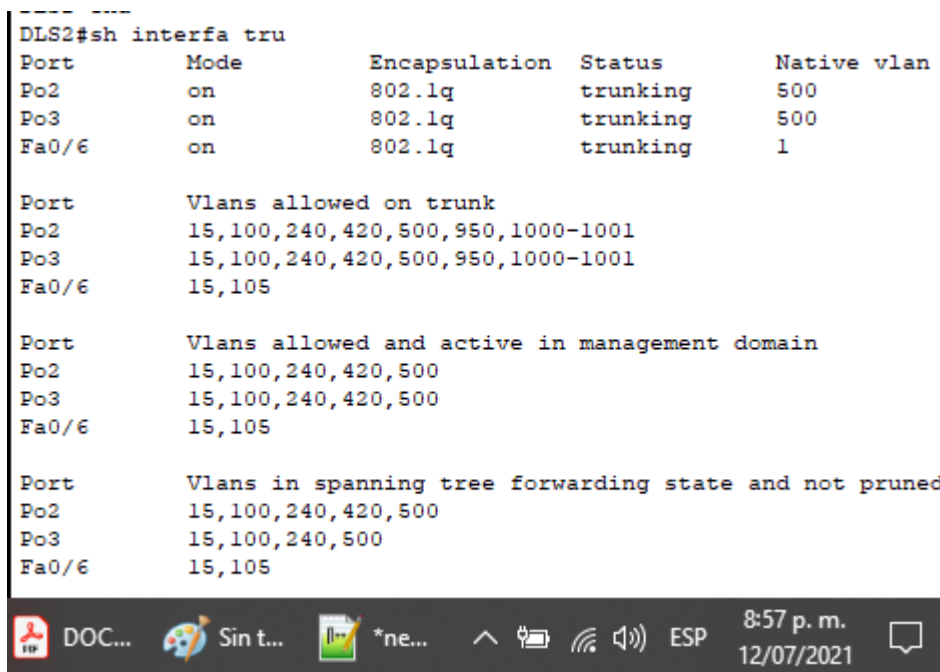 DLS2#sh interfa tru
Port Mode Encapsulation Status Native vlan
Po2 on 802.1q trunking 500
Po3 on 802.1q trunking 500
Fa0/6 on 802.1q trunking 1
Port Vlans allowed on trunk
Po2 15,100,240,420,500,950,1000-1001
Po3 15,100,240,420,500,950,1000-1001
Fa0/6 15,105
Port Vlans allowed and active in management domain
Po2 15,100,240,420,500
Po3 15,100,240,420,500
Fa0/6 15,105
Port Vlans in spanning tree forwarding state and not pruned
Po2 15,100,240,420,500
Po3 15,100,240,500
Fa0/6 15,105
DOC... Sin t... *ne... ESP 8:57 p. m.
12/07/2021